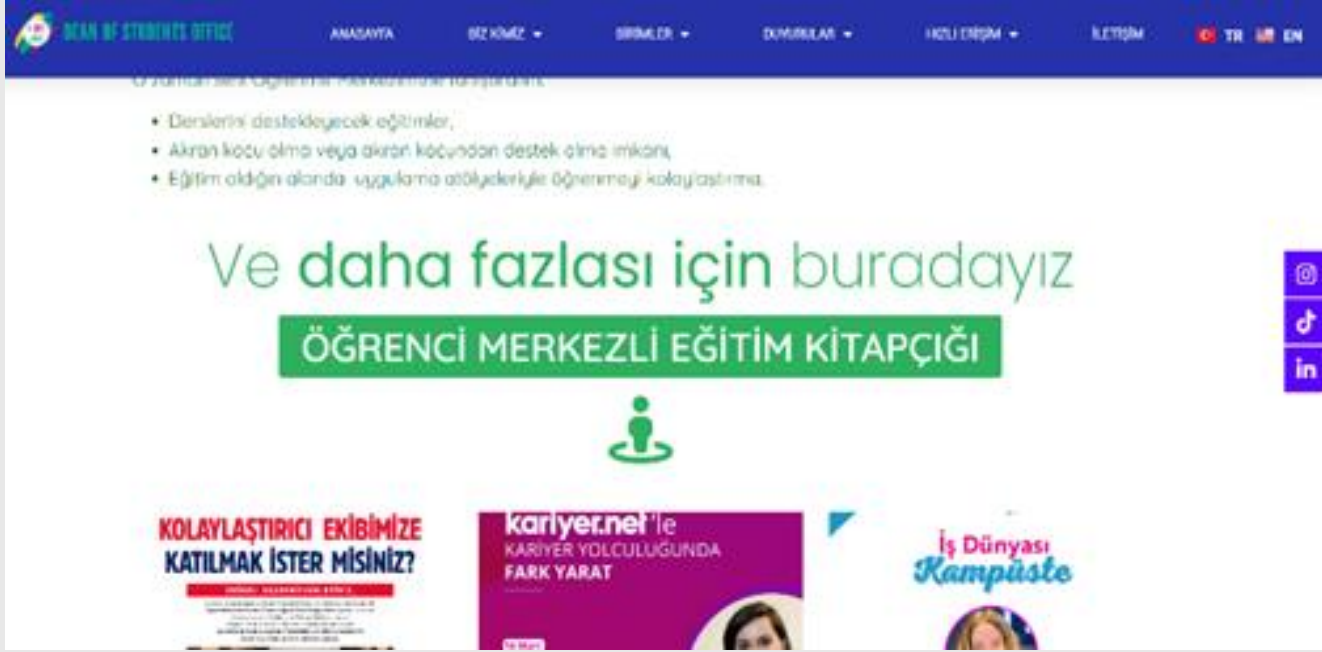 DEAN OF STUDENTS OFFICE
ANASAYFA
BİZ KİMİZ
BİRİMLER
DUYURULAR
HIZLI ERİŞİM
İLETİŞİM
TR
EN
Derslerini destekleyecek eğitimler,
Akran koçu olma veya akran koçundan destek alma imkanı,
Eğitim aldığın alanda uygulama atölyeleriyle öğrenmeyi kolaylaştırma,
Ve daha fazlası için buradayız
ÖĞRENCİ MERKEZLİ EĞİTİM KİTAPÇIĞI
in
KOLAYLAŞTIRICI EKİBİMİZE
KATILMAK İSTER MİSİNİZ?
kariyer.net'le
KARİYER YOLCULUĞUNDA
FARK YARAT
İş Dünyası
Kampüste